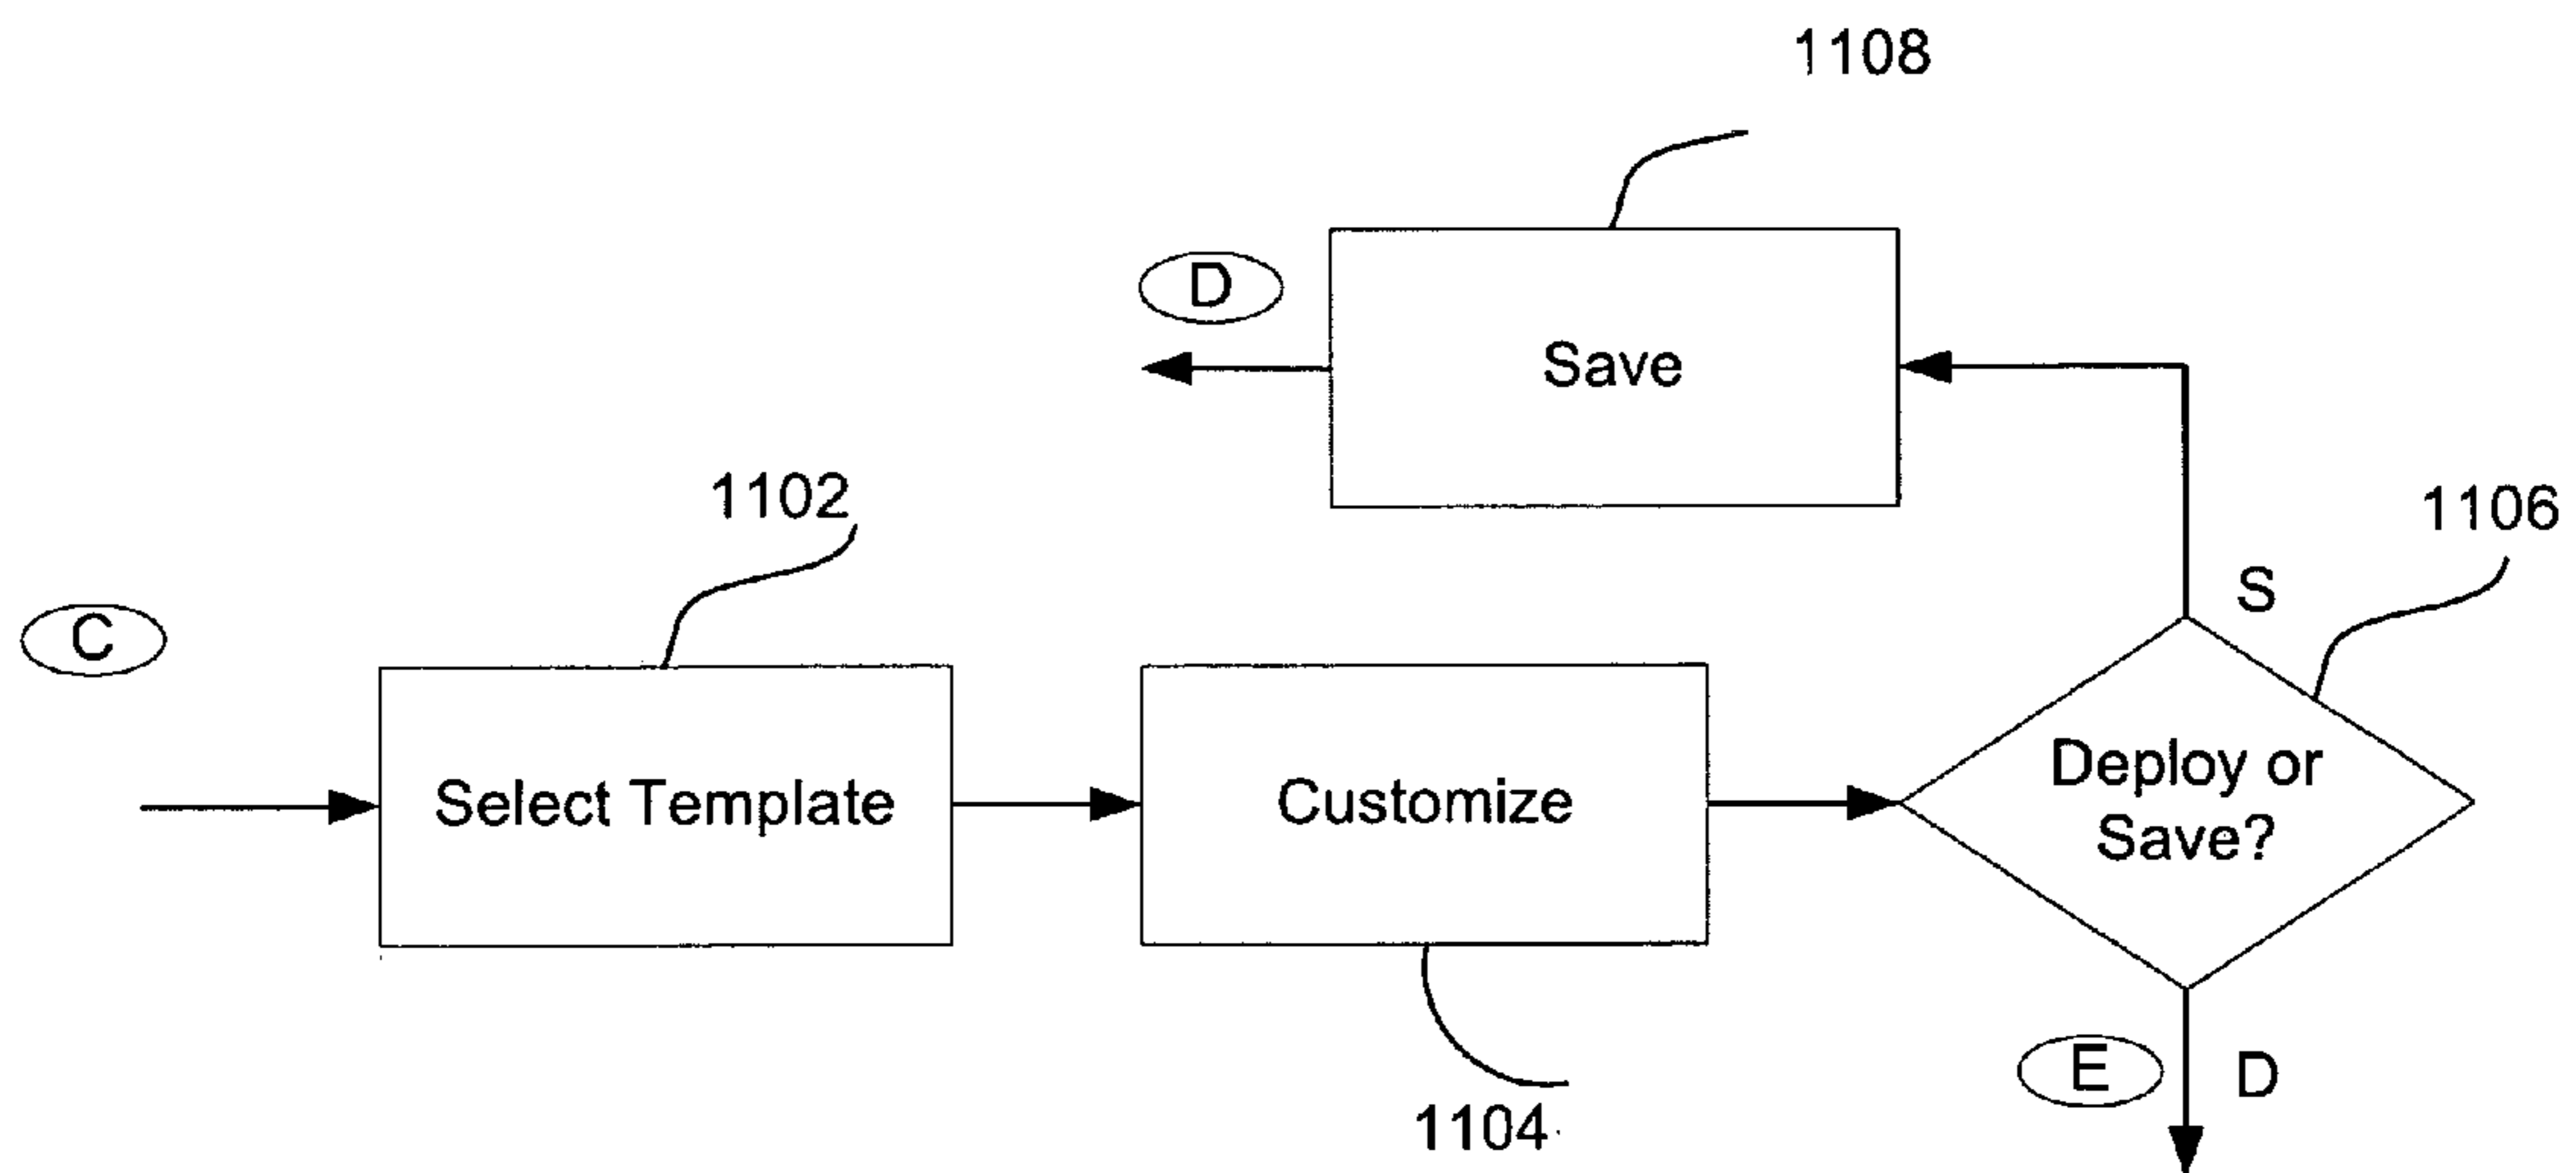 1108
D
Save
1102
1106
S
C
Select Template
Customize
Deploy or
Save?
E
D
1104